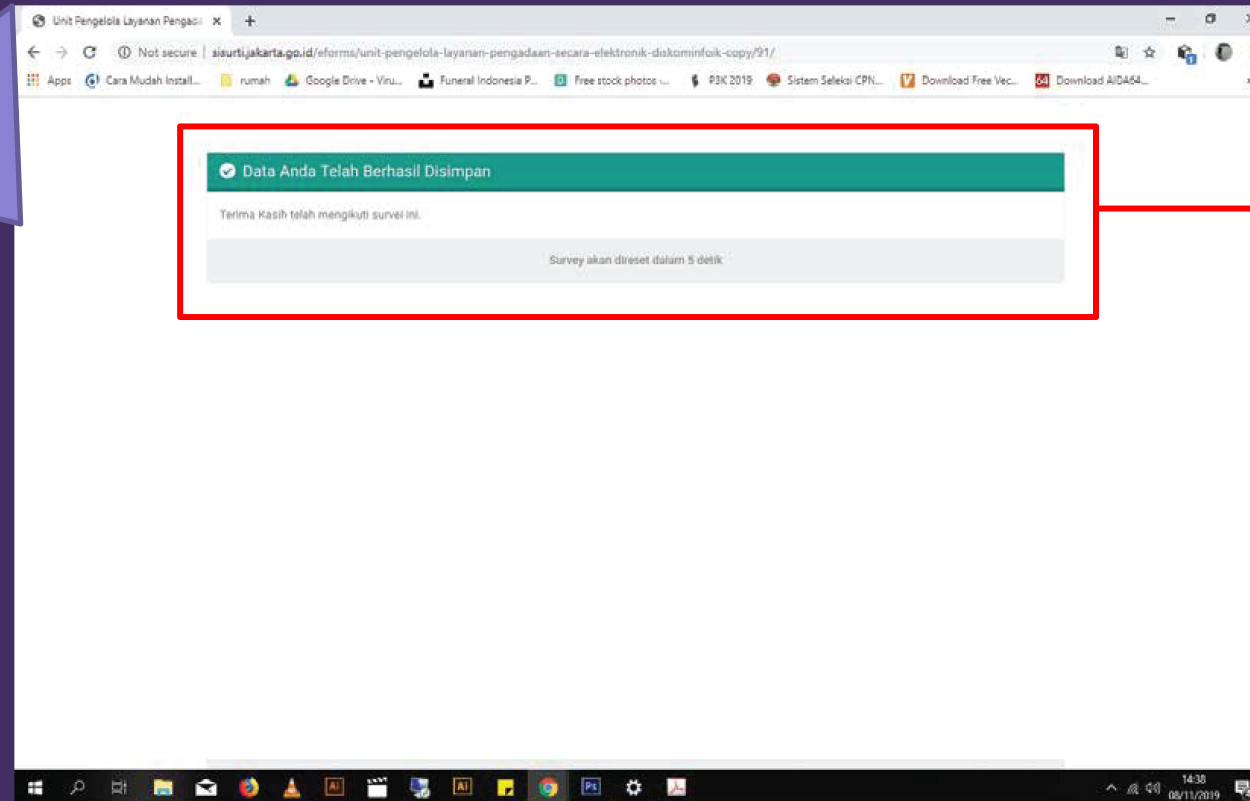 Unit Pengelola Layanan Pengada
Not secure | sisurti.jakarta.go.id/eforms/unit-pengelola-layanan-pengadaan-secara-elektronik-diskominfoik-copy/91/
Apps Cara Mudah Install... rumah Google Drive - Viru... Funeral Indonesia P... Free stock photos -... P3K 2019 Sistem Seleksi CPN... Download Free Vec... Download AIDA64...
Data Anda Telah Berhasil Disimpan
Terima Kasih telah mengikuti survei ini.
Survey akan direset dalam 5 detik
14:38
08/11/2019